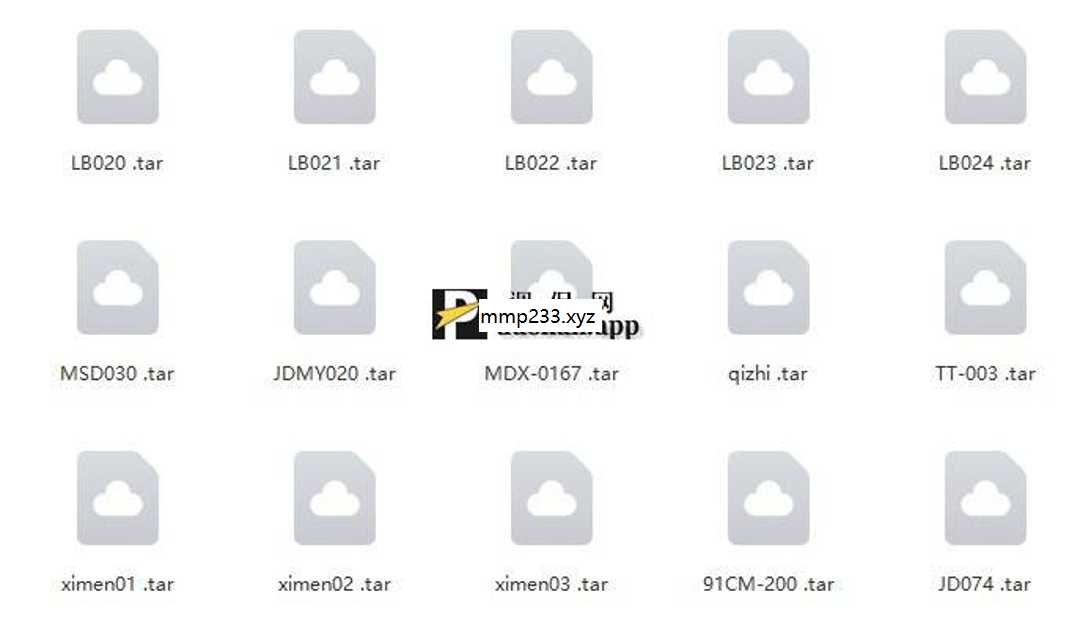 LB020 .tar
LB021 .tar
LB022 .tar
LB023 .tar
LB024 .tar
mmp233.xyz
MSD030 .tar
JDMY020 .tar
MDX-0167 .tar
qizhi .tar
TT-003 .tar
ximen01 .tar
ximen02 .tar
ximen03 .tar
91CM-200 .tar
JD074 .tar